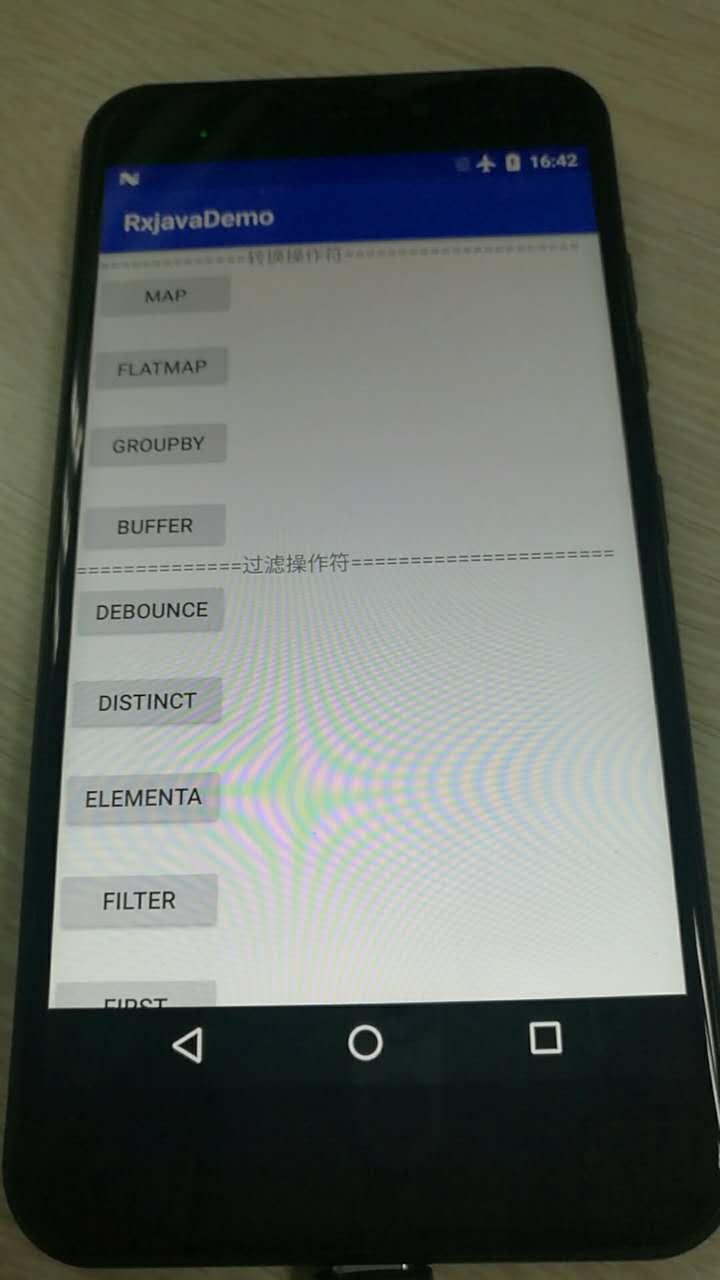 16:42
RxjavaDemo
==============转换操作符======================
MAP
FLATMAP
GROUPBY
BUFFER
==============过滤操作符======================
DEBOUNCE
DISTINCT
ELEMENTA
FILTER
FIRST